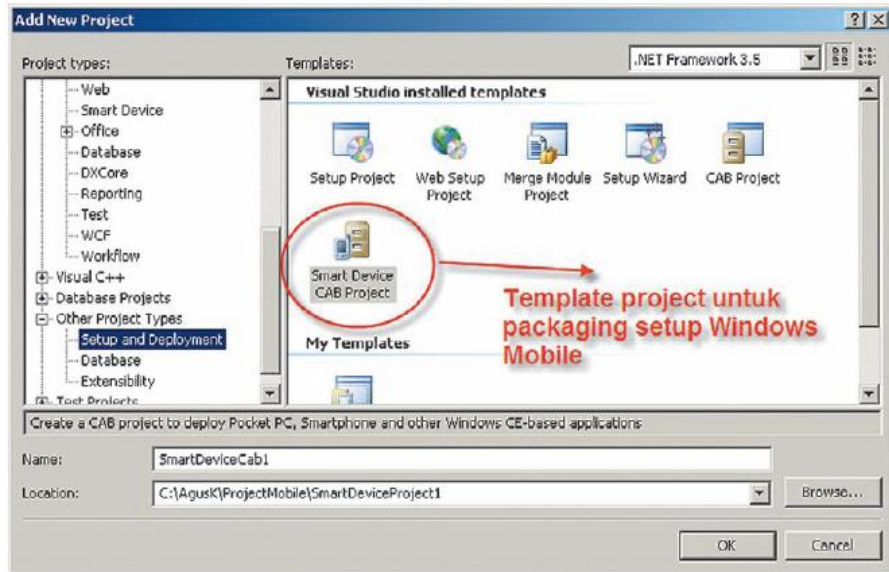 Add New Project
Project types:
Templates:
.NET Framework 3.5
Web
Smart Device
Office
Database
DXCore
Reporting
Test
WCF
Workflow
Visual C++
Database Projects
Other Project Types
Setup and Deployment
Database
Extensibility
Test Projects
Visual Studio installed templates
Setup Project
Web Setup
Project
Merge Module
Project
Setup Wizard
CAB Project
Smart Device
CAB Project
Template project untuk
packaging setup Windows
Mobile
My Templates
Create a CAB project to deploy Pocket PC, Smartphone and other Windows CE-based applications
Name:
SmartDeviceCab1
Location:
C:\AgusK\ProjectMobile\SmartDeviceProject1
Browse...
OK
Cancel